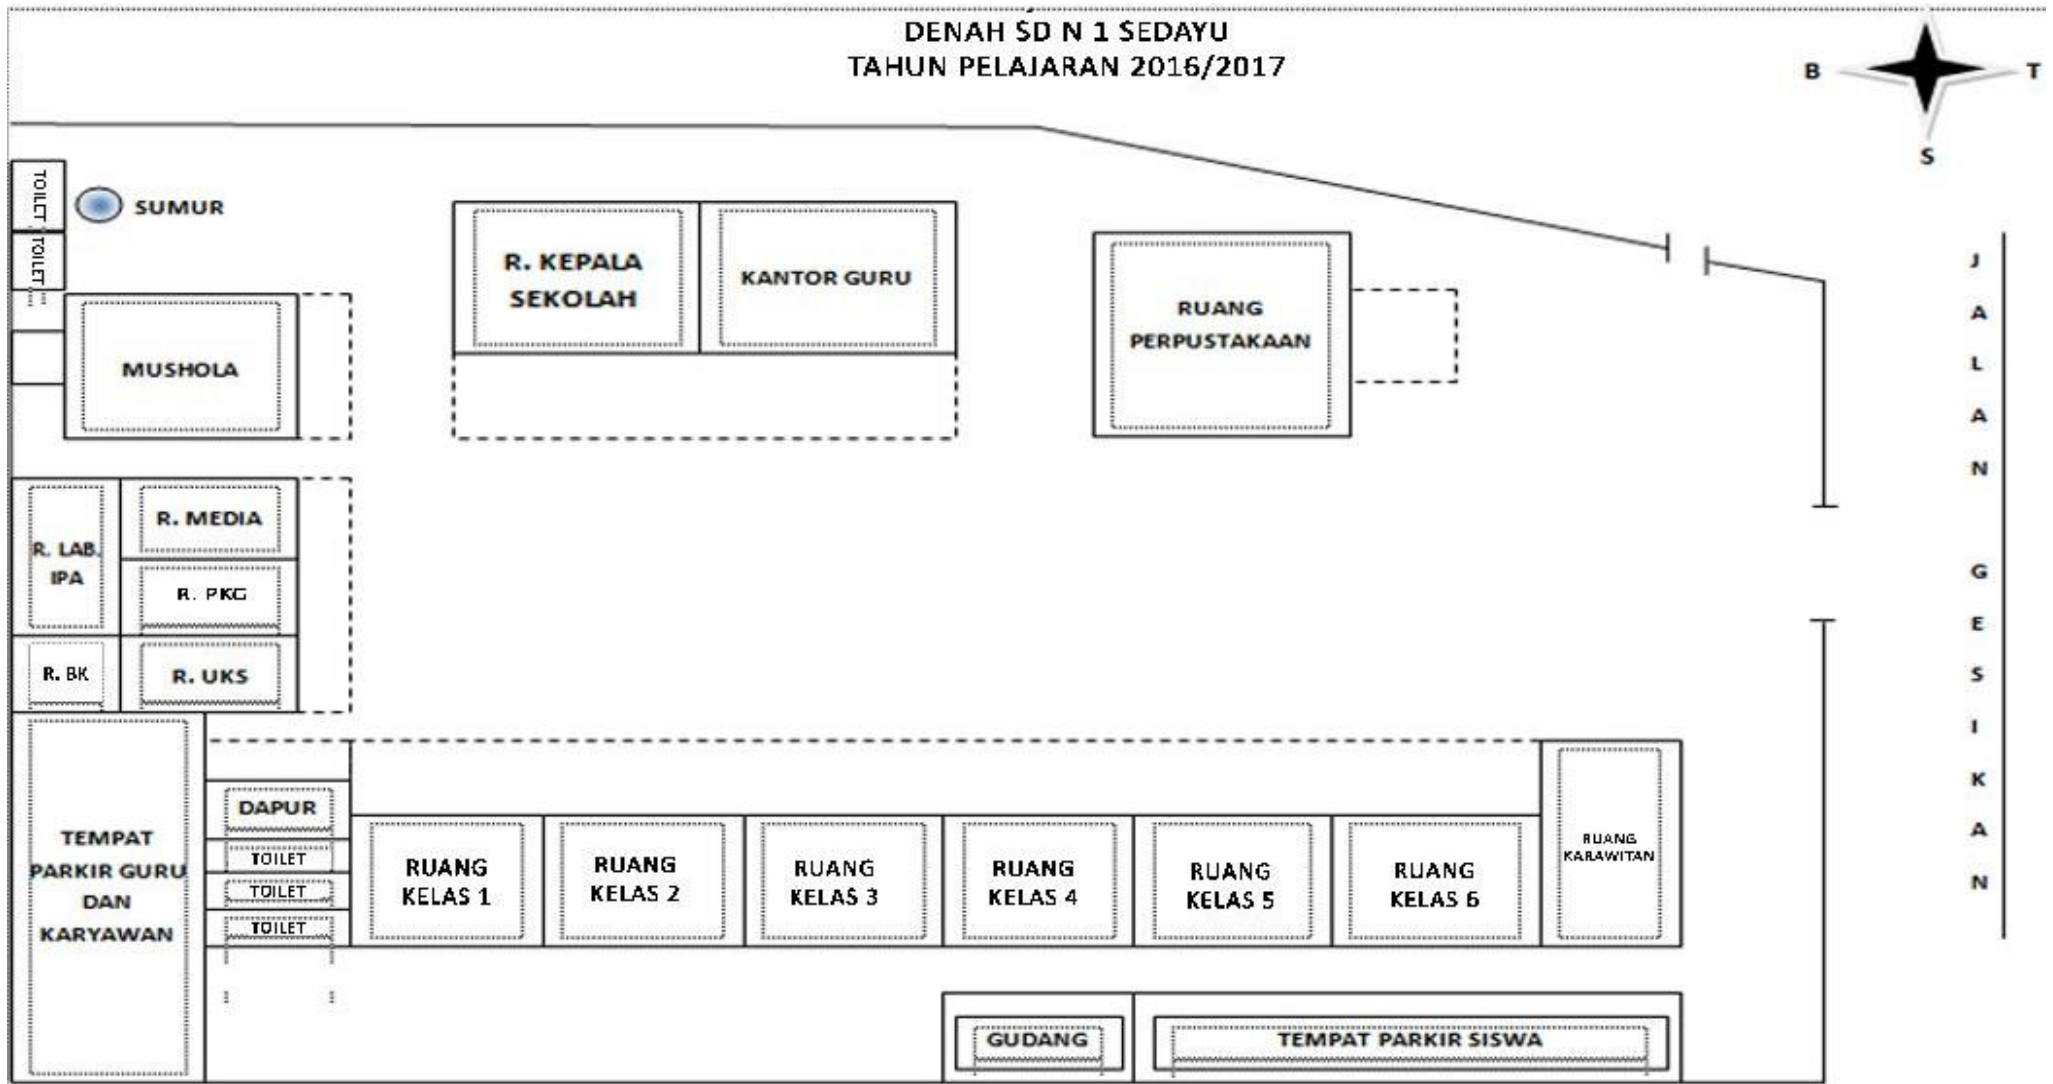 DENAH SD N 1 SEDAYU
TAHUN PELAJARAN 2016/2017
B
T
S
TOILET
TOILET
SUMUR
R. KEPALA
SEKOLAH
KANTOR GURU
RUANG
PERPUSTAKAAN
MUSHOLA
R. LAB.
IPA
R. MEDIA
R. PKG
R. BK
R. UKS
TEMPAT
PARKIR GURU
DAN
KARYAWAN
DAPUR
TOILET
TOILET
TOILET
RUANG
KELAS 1
RUANG
KELAS 2
RUANG
KELAS 3
RUANG
KELAS 4
RUANG
KELAS 5
RUANG
KELAS 6
RUANG
KARAWITAN
GUDANG
TEMPAT PARKIR SISWA
JALAN GESIKAN